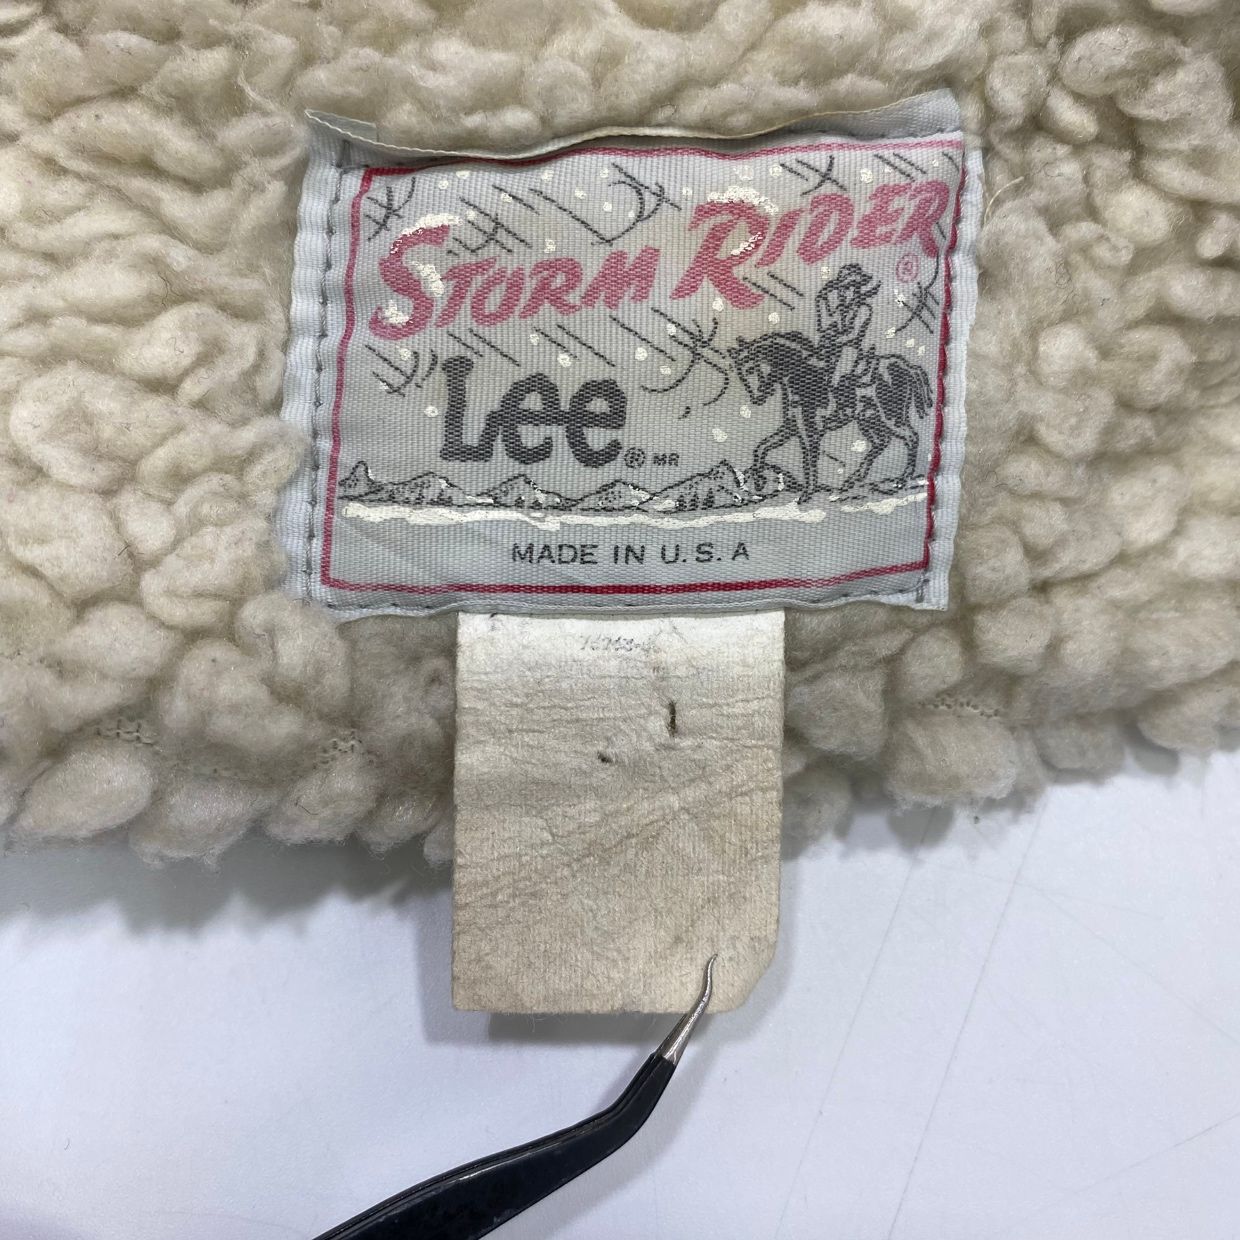 STORM RIDER ®
Lee ® MR
MADE IN U.S.A